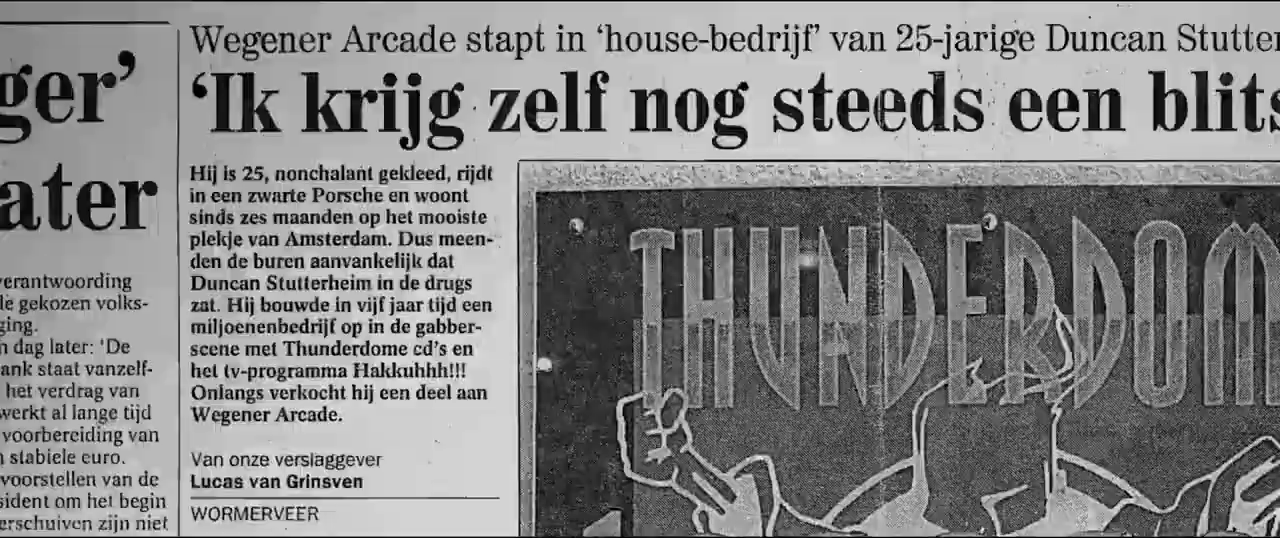 Wegener Arcade stapt in ‘house-bedrijf’ van 25-jarige Duncan Stutter
‘Ik krijg zelf nog steeds een blits
ger’
ater
verantwoording
le gekozen volks-
ging.
n dag later: ‘De
ank staat vanzelf-
het verdrag van
werkt al lange tijd
voorbereiding van
n stabiele euro.
voorstellen van de
sident om het begin
erschuiven zijn niet
Hij is 25, nonchalant gekleed, rijdt
in een zwarte Porsche en woont
sinds zes maanden op het mooiste
plekje van Amsterdam. Dus meen-
den de buren aanvankelijk dat
Duncan Stutterheim in de drugs
zat. Hij bouwde in vijf jaar tijd een
miljoenenbedrijf op in de gabber-
scene met Thunderdome cd’s en
het tv-programma Hakkuhhh!!!
Onlangs verkocht hij een deel aan
Wegener Arcade.
Van onze verslaggever
Lucas van Grinsven
WORMERVEER
THUNDERDOM